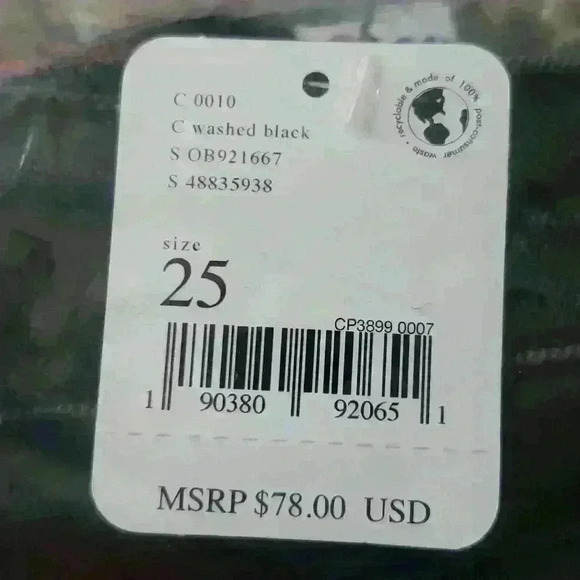 C 0010
C washed black
S OB921667
S 48835938
recyclable & made of 100% post-consumer waste
size
25
CP3899 0007
1 90380 92065 1
MSRP $78.00 USD